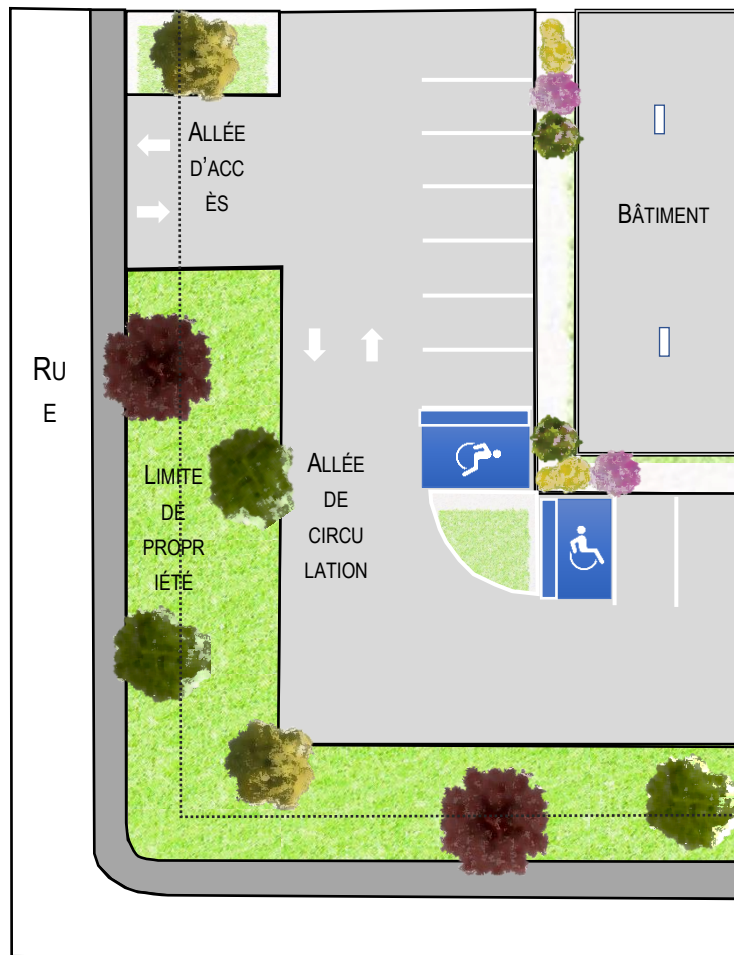 ALLÉE
D'ACC
ÈS
BÂTIMENT
RU
E
LIMITE
DE
PROPR
IÉTÉ
ALLÉE
DE
CIRCU
LATION